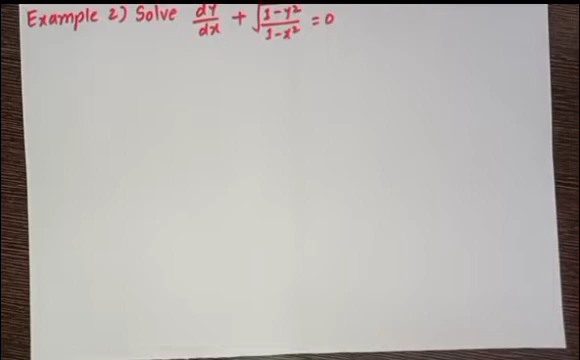 Example 2) Solve dy/dx + √(1-y²/1-x²) = 0